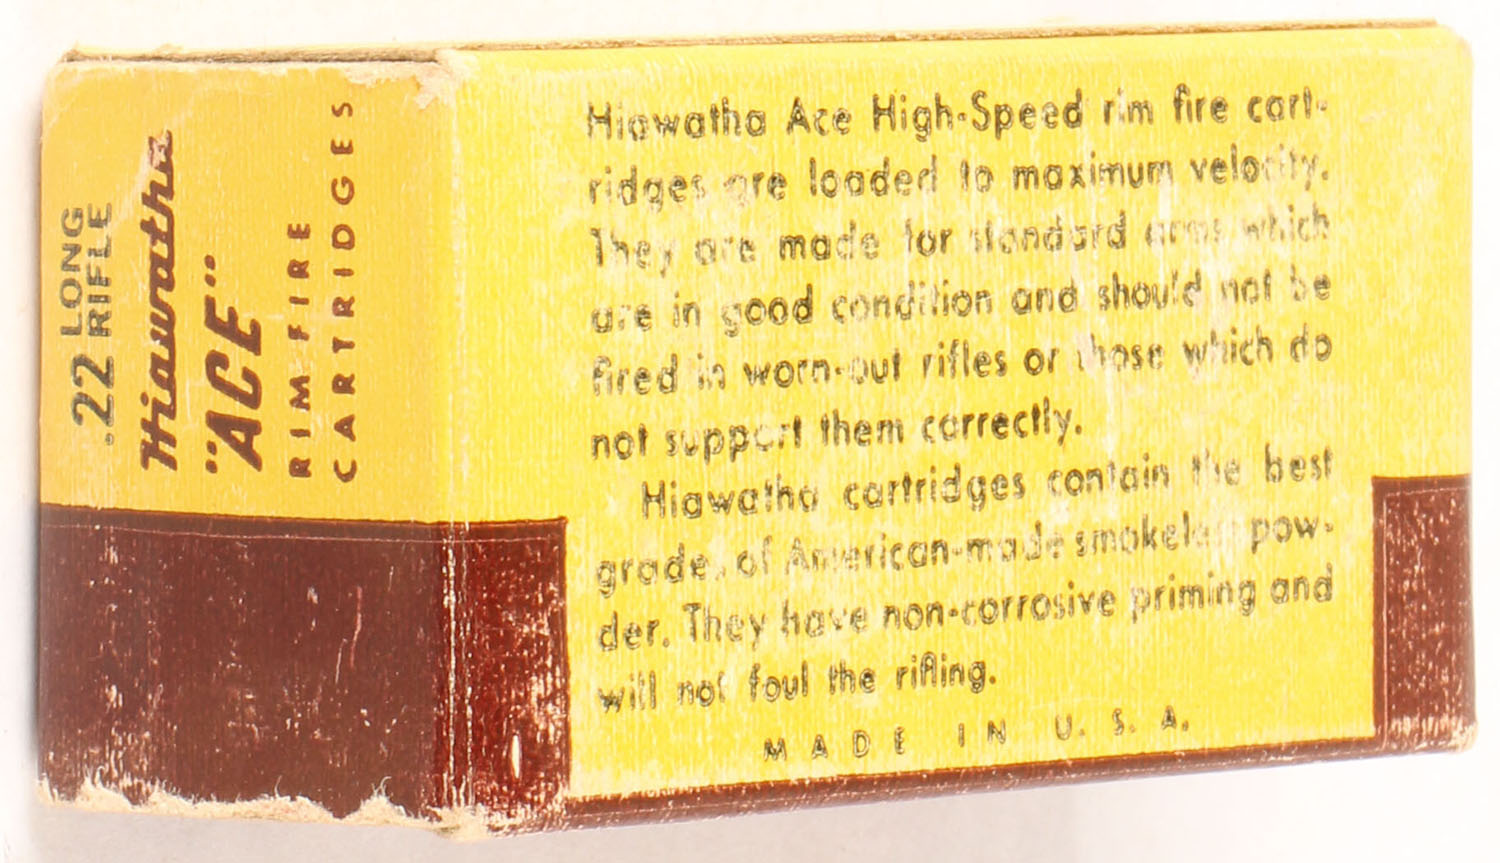 .22 LONG
RIFLE
Hiawatha
"ACE"
RIM FIRE
CARTRIDGES
Hiawatha Ace High-Speed rim fire cart-
ridges are loaded to maximum velocity.
They are made for standard arms which
are in good condition and should not be
fired in worn-out rifles or those which do
not support them correctly.
Hiawatha cartridges contain the best
grade of American-made smokeless pow-
der. They have non-corrosive priming and
will not foul the rifling.
MADE IN U. S. A.